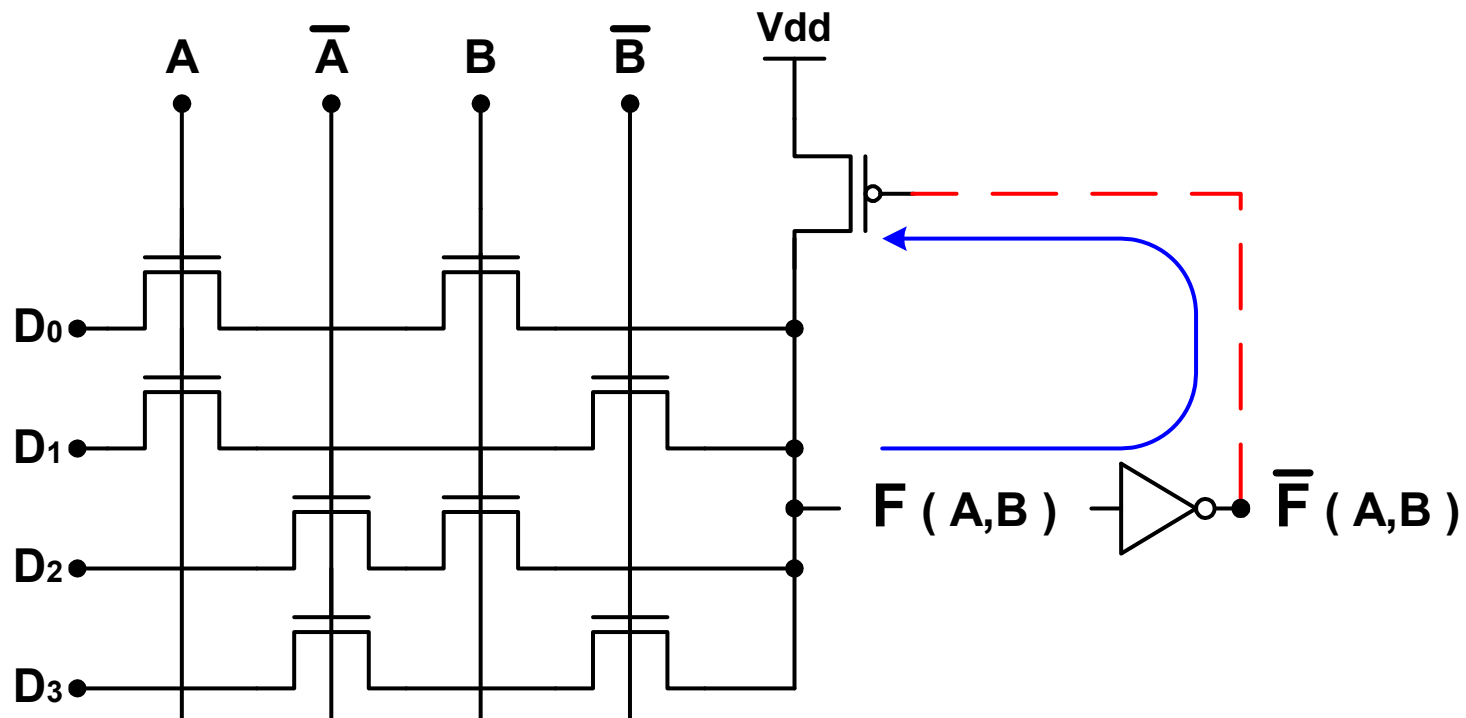 Vdd
A A̅ B B̅
D₀
D₁
F ( A,B ) F̅ ( A,B )
D₂
D₃